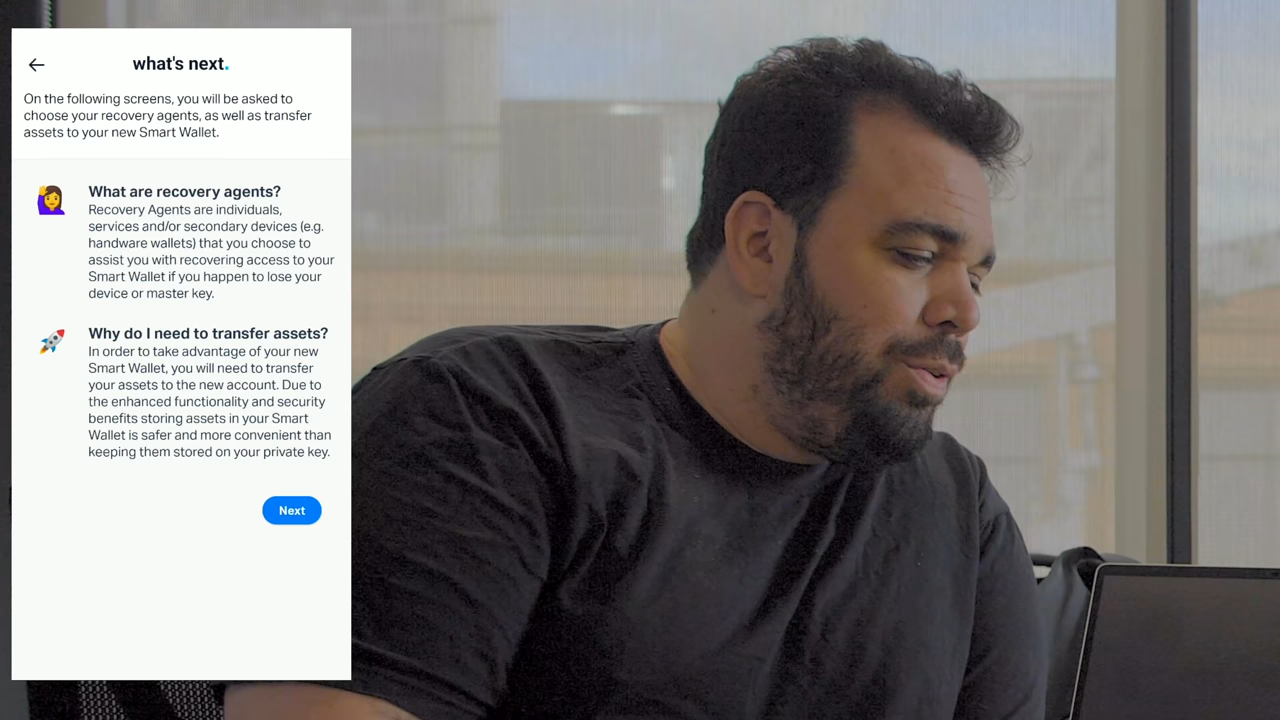 what's next.
On the following screens, you will be asked to
choose your recovery agents, as well as transfer
assets to your new Smart Wallet.
What are recovery agents?
Recovery Agents are individuals,
services and/or secondary devices (e.g.
handware wallets) that you choose to
assist you with recovering access to your
Smart Wallet if you happen to lose your
device or master key.
Why do I need to transfer assets?
In order to take advantage of your new
Smart Wallet, you will need to transfer
your assets to the new account. Due to
the enhanced functionality and security
benefits storing assets in your Smart
Wallet is safer and more convenient than
keeping them stored on your private key.
Next